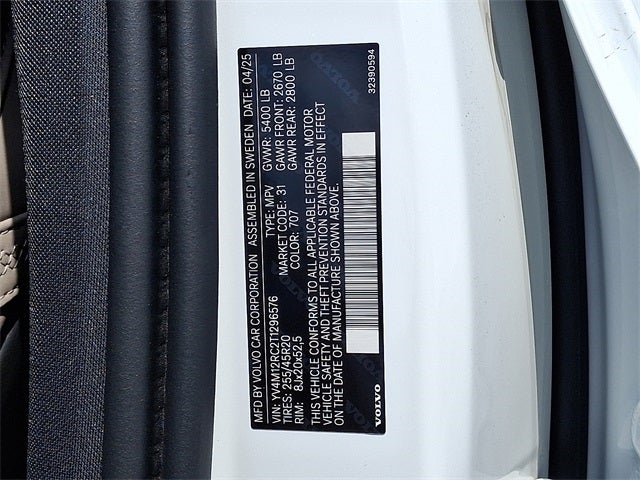 MFD BY VOLVO CAR CORPORATION ASSEMBLED IN SWEDEN DATE: 04/25
VIN: YV4M12RC2T1296576 TYPE: MPV GVWR: 5400 LB
TIRES: 255/45R20 MARKET CODE: 31 GAWR FRONT: 2670 LB
RIM: 8Jx20x52,5 COLOR: 707 GAWR REAR: 2800 LB
THIS VEHICLE CONFORMS TO ALL APPLICABLE FEDERAL MOTOR
VEHICLE SAFETY AND THEFT PREVENTION STANDARDS IN EFFECT
ON THE DATE OF MANUFACTURE SHOWN ABOVE.
VOLVO
32390594